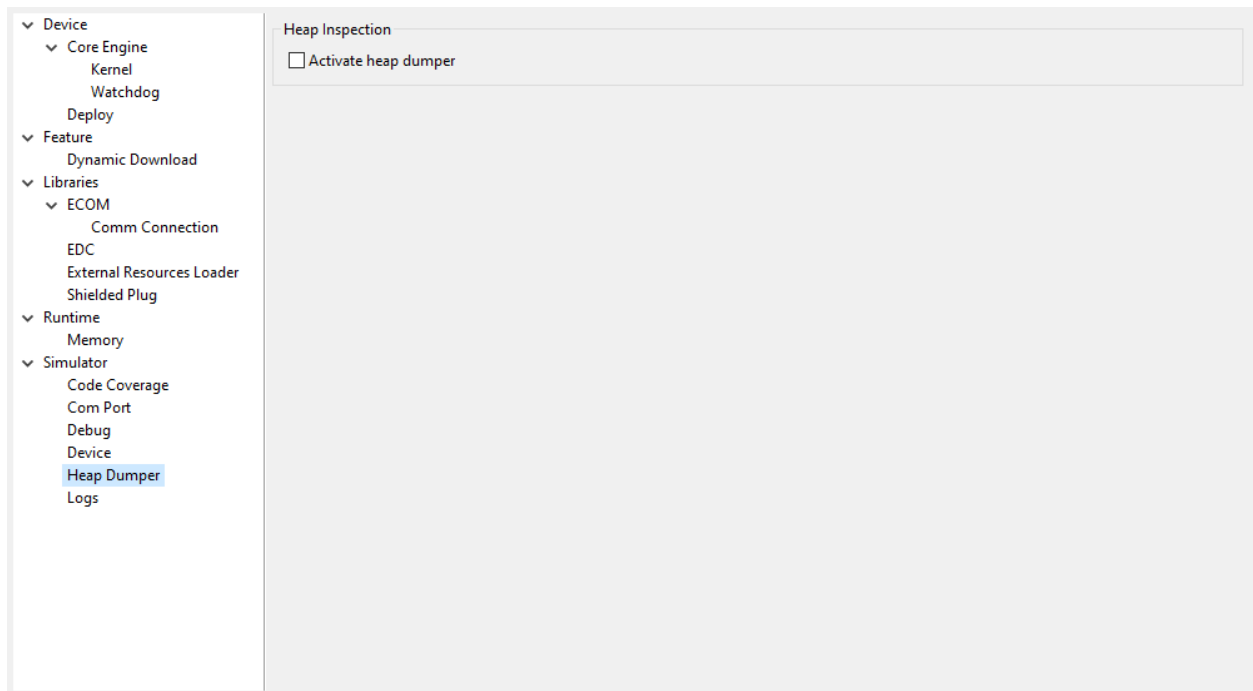 Device
Core Engine
Kernel
Watchdog
Deploy
Feature
Dynamic Download
Libraries
ECOM
Comm Connection
EDC
External Resources Loader
Shielded Plug
Runtime
Memory
Simulator
Code Coverage
Com Port
Debug
Device
Heap Dumper
Logs
Heap Inspection
Activate heap dumper